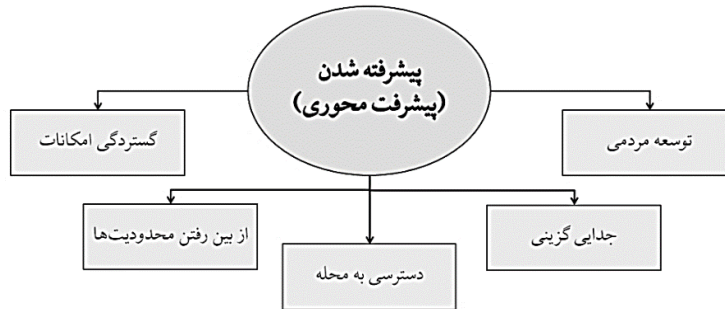 پیشرفته شدن
(پیشرفت محوری)
توسعه مردمی
گستردگی امکانات
جدایی گزینی
از بین رفتن محدودیت‌ها
دسترسی به محله